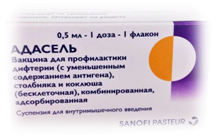 0,5 мл - 1 доза - 1 флакон
АДАСЕЛЬ
Вакцина для профилактики
дифтерии (с уменьшенным
содержанием антигена),
столбняка и коклюша
(бесклеточная), комбинированная,
адсорбированная
Суспензия для внутримышечного введения
SANOFI PASTEUR